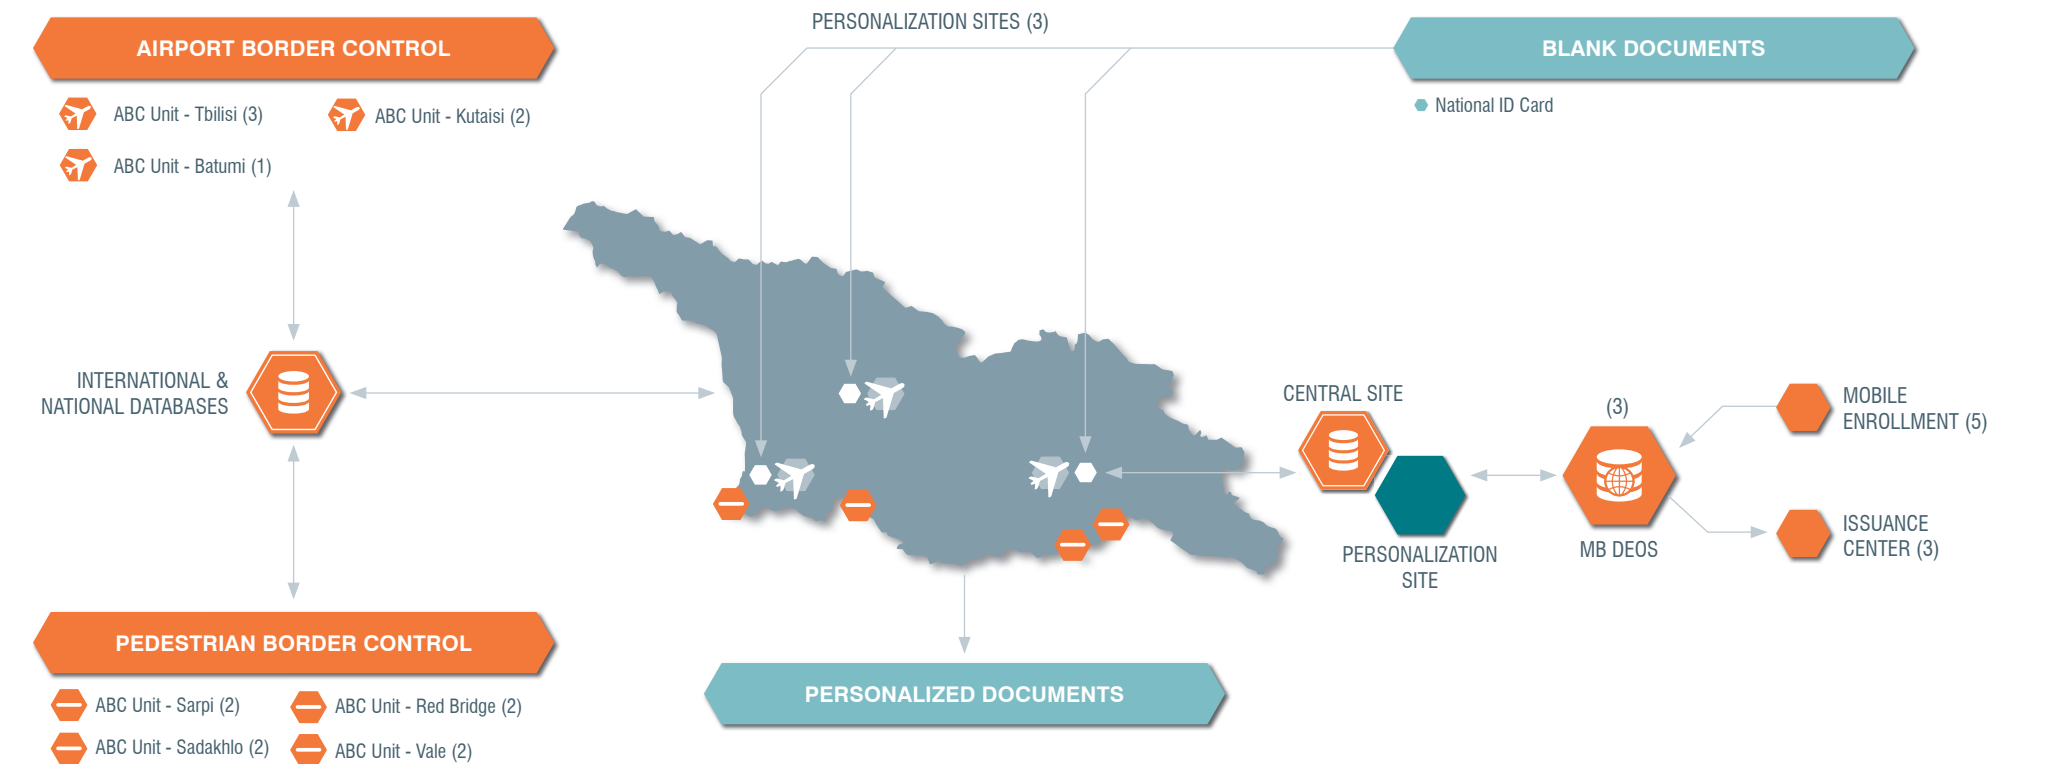 AIRPORT BORDER CONTROL
ABC Unit - Tbilisi (3)
ABC Unit - Kutaisi (2)
ABC Unit - Batumi (1)
PERSONALIZATION SITES (3)
BLANK DOCUMENTS
National ID Card
INTERNATIONAL &
NATIONAL DATABASES
CENTRAL SITE
PERSONALIZATION
SITE
(3)
MB DEOS
MOBILE
ENROLLMENT (5)
ISSUANCE
CENTER (3)
PEDESTRIAN BORDER CONTROL
ABC Unit - Sarpi (2)
ABC Unit - Red Bridge (2)
ABC Unit - Sadakhlo (2)
ABC Unit - Vale (2)
PERSONALIZED DOCUMENTS